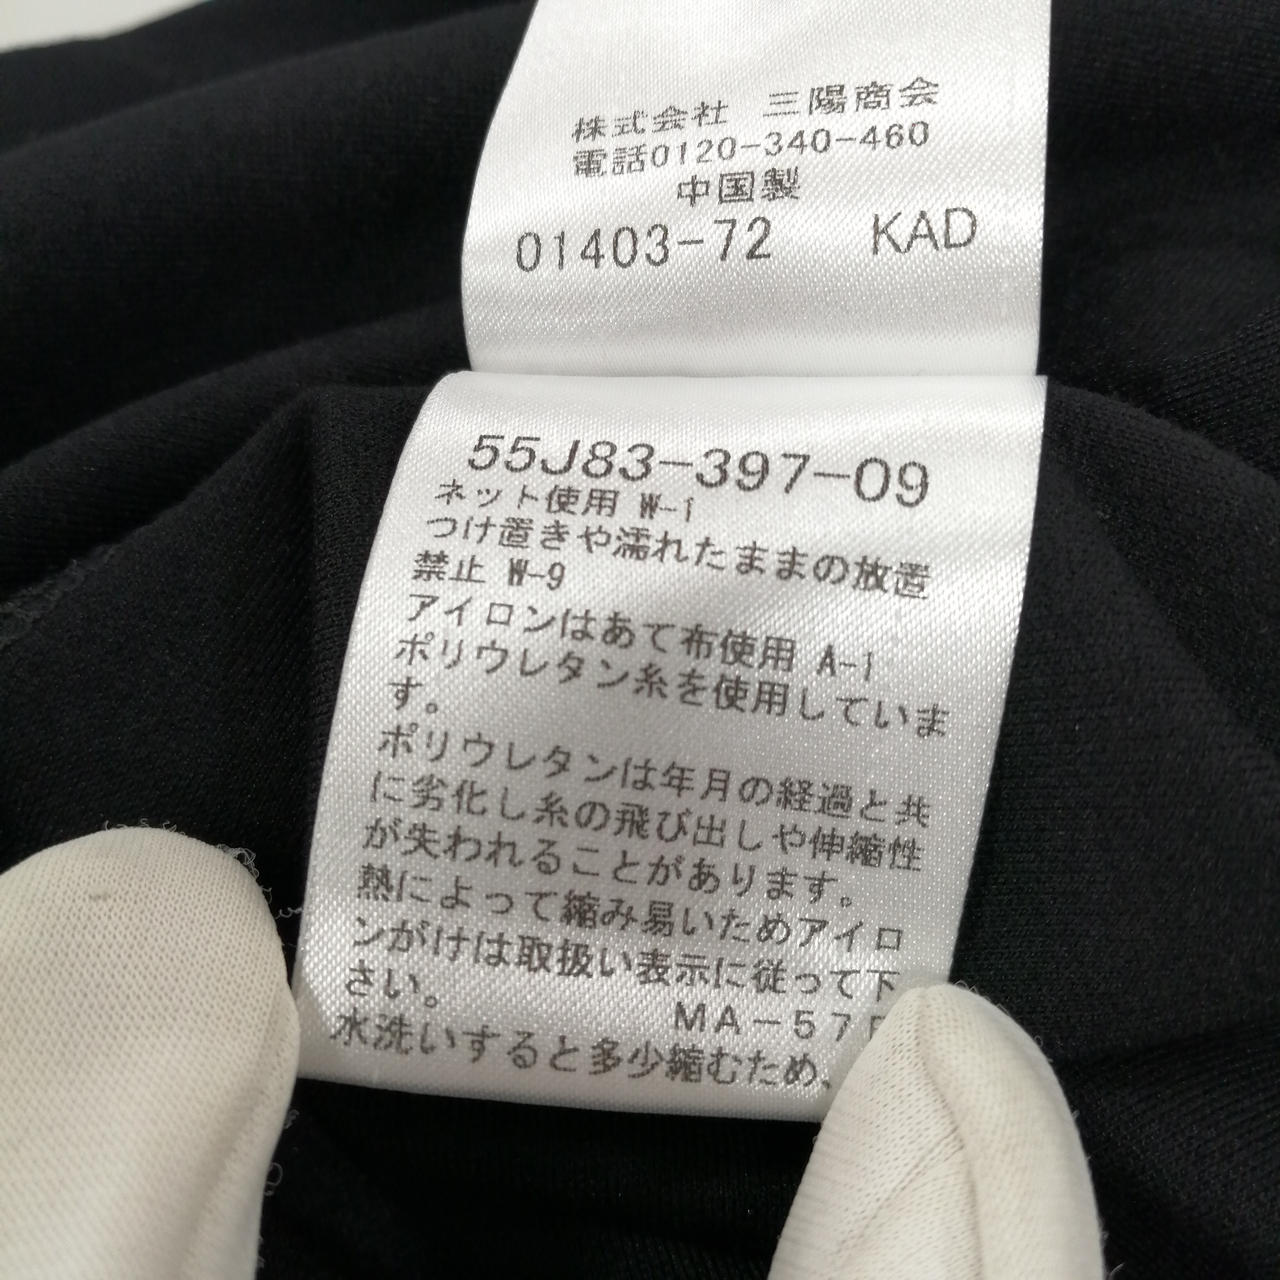 株式会社 三陽商会
電話0120-340-460
中国製
01403-72 KAD
55J83-397-09
ネット使用 W-1
つけ置きや濡れたままの放置
禁止 W-9
アイロンはあて布使用 A-1
ポリウレタン糸を使用していま
す。
ポリウレタンは年月の経過と共
に劣化し糸の飛び出しや伸縮性
が失われることがあります。
熱によって縮み易いためアイロ
ンがけは取扱い表示に従って下
さい。
MA-57
水洗いすると多少縮むため、